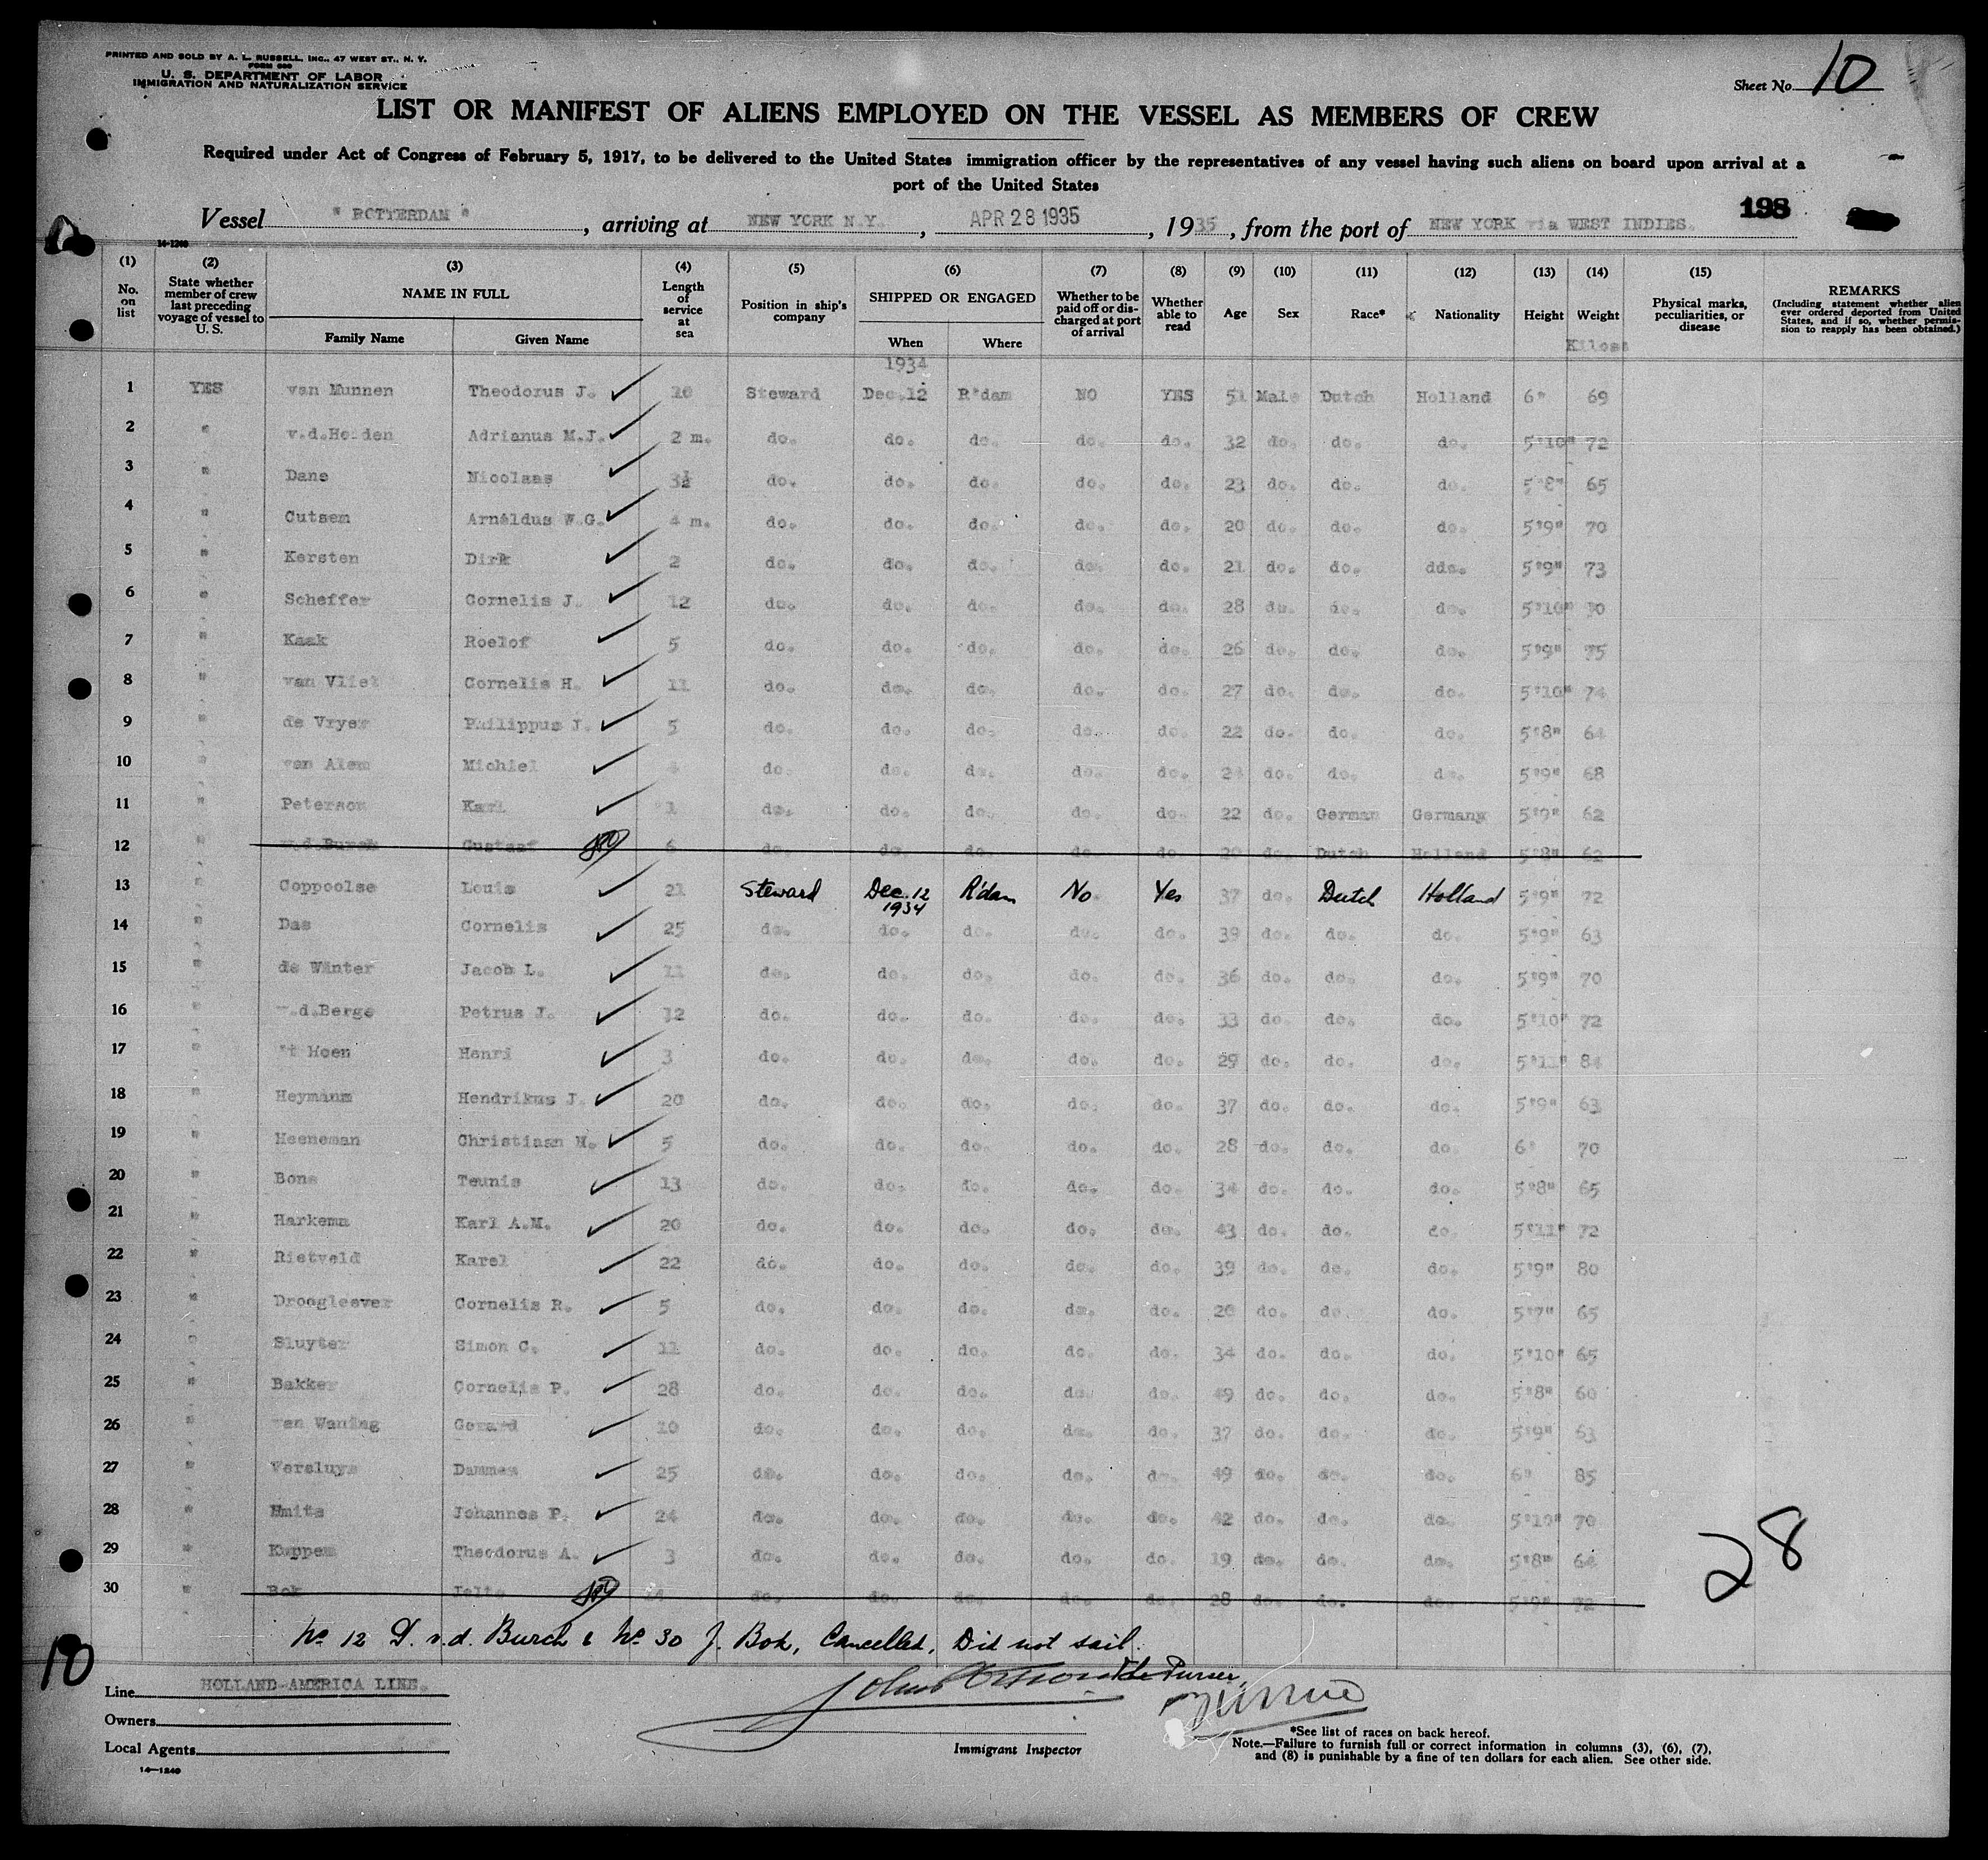 PRINTED AND SOLD BY A. L. RUSSELL, INC., 47 WEST ST., N. Y.
U. S. DEPARTMENT OF LABOR
IMMIGRATION AND NATURALIZATION SERVICE
Sheet No. 10
LIST OR MANIFEST OF ALIENS EMPLOYED ON THE VESSEL AS MEMBERS OF CREW
Required under Act of Congress of February 5, 1917, to be delivered to the United States immigration officer by the representatives of any vessel having such aliens on board upon arrival at a
port of the United States
198
Vessel " ROTTERDAM ", arriving at NEW YORK N.Y., APR 28 1935, 1935, from the port of NEW YORK via WEST INDIES.
14-1240
(1) No. on list (2) State whether member of crew last preceding voyage of vessel to U. S. (3) NAME IN FULL Family Name Given Name (4) Length of service at sea (5) Position in ship's company (6) SHIPPED OR ENGAGED When Where (7) Whether to be paid off or discharged at port of arrival (8) Whether able to read (9) Age (10) Sex (11) Race* (12) Nationality (13) Height (14) Weight (15) Physical marks, peculiarities, or disease REMARKS (Including statement whether alien ever ordered deported from United States, and if so, whether permission to reapply has been obtained.)
1934 Kilos
1 YES van Munnen Theodorus J. 10 Steward Dec.12 R'dam NO YES 51 Male Dutch Holland 6" 69
2 " v.d.Heiden Adrianus M.J. 2 m. do. do. do. do. do. 32 do. do. do. 5'10" 72
3 " Dane Nicolaas 3½ do. do. do. do. do. 23 do. do. do. 5'8" 65
4 " Cutsem Arnáldus W.G. 4 m. do. do. do. do. do. 20 do. do. do. 5'9" 70
5 " Kersten Dirk 2 do. do. do. do. do. 21 do. do. ddo. 5'9" 73
6 " Scheffer Cornelis J. 12 do. do. do. do. do. 28 do. do. do. 5'10" 70
7 " Kaak Roelof 5 do. do. do. do. do. 26 do. do. do. 5'9" 75
8 " van Vliet Cornelis H. 11 do. do. do. do. do. 27 do. do. do. 5'10" 74
9 " de Vryer Philippus J. 5 do. do. do. do. do. 22 do. do. do. 5'8" 64
10 " van Alem Michiel do. do. do. do. do. 24 do. do. do. 5'9" 68
11 " Peterson Karl 1 do. do. do. do. do. 22 do. German Germany 5'9" 62
12 " v.d.Burch Gustaaf 6 do. do. do. do. do. 20 do. Dutch Holland 5'8" 62
13 " Coppoolse Louis 21 Steward Dec. 12 1934 R'dam No Yes 37 do. Dutch Holland 5'9" 72
14 " Das Cornelis 25 do. do. do. do. do. 39 do. do. do. 5'9" 63
15 " de Winter Jacob L. 11 do. do. do. do. do. 36 do. do. do. 5'9" 70
16 " v.d.Berge Petrus J. 12 do. do. do. do. do. 33 do. do. do. 5'10" 72
17 " 't Hoen Henri 3 do. do. do. do. do. 29 do. do. do. 5'11" 84
18 " Heymann Hendrikus J. 20 do. do. do. do. do. 37 do. do. do. 5'9" 63
19 " Heeneman Christiaan H. 5 do. do. do. do. do. 28 do. do. do 6' 70
20 " Bons Teunis 13 do. do. do. do. do. 34 do. do. do. 5'8" 65
21 " Harkema Karl A.M. 20 do. do. do. do. do. 43 do. do. do. 5'11" 72
22 " Rietveld Karel 22 do. do. do. do. do. 39 do. do. do. 5'9" 80
23 " Droogleever Cornelis R. 5 do. do. do. do. do. 20 do. do. do. 5'7" 65
24 " Sluyter Simon C. 11 do. do. do. do. do. 34 do. do. do. 5'10" 65
25 " Bakker Cornelis P. 28 do. do. do. do. do. 49 do. do. do. 5'8" 60
26 " van Waning Gerard 10 do. do. do. do. do. 37 do. do. do. 5'9" 63
27 " Versluys Dammes 25 do. do. do. do. do. 49 do. do. do. 6" 85
28 " Smits Johannes P. 24 do. do. do. do. do. 42 do. do. do. 5'10" 70
29 " Kuppem Theodorus A. 3 do. do. do. do. do. 19 do. do. do. 5'8" 64
30 " Bok Jelte 14 do. do. do. do. do. 28 do. do. do. 5'9" 72
28
No 12 D. v.d. Burch & No 30 J. Bok, Cancelled, Did not sail.
10
The Purser,
Line HOLLAND-AMERICA LINE.
Owners
Local Agents
14—1240
Immigrant Inspector
*See list of races on back hereof.
Note.—Failure to furnish full or correct information in columns (3), (6), (7),
and (8) is punishable by a fine of ten dollars for each alien. See other side.